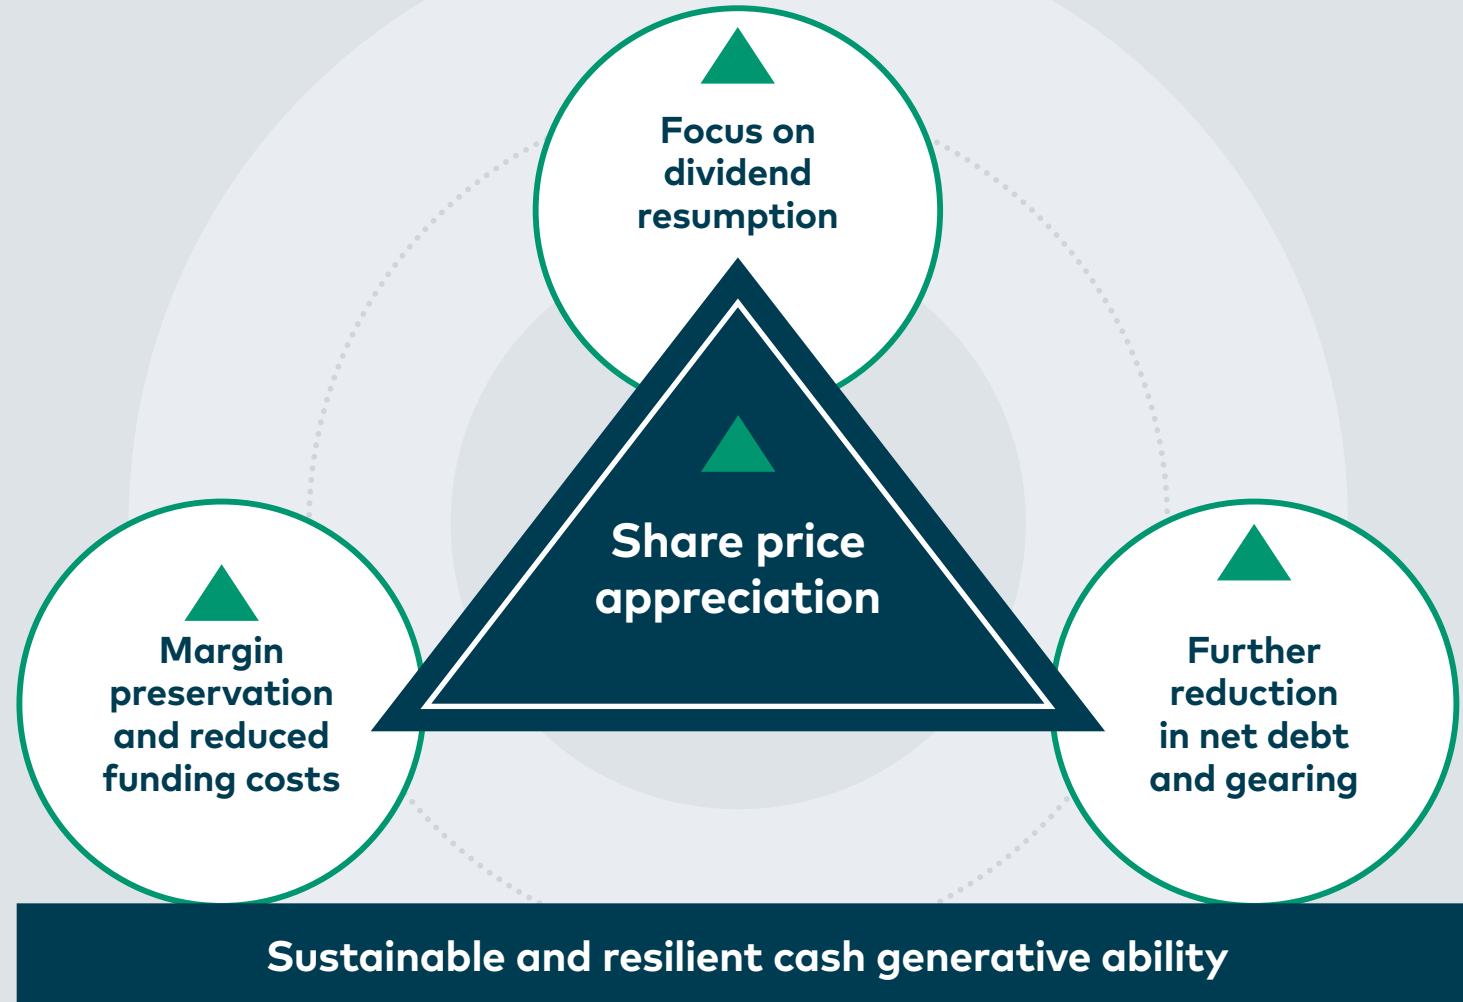 Focus on
dividend
resumption
Share price
appreciation
Margin
preservation
and reduced
funding costs
Further
reduction
in net debt
and gearing
Sustainable and resilient cash generative ability